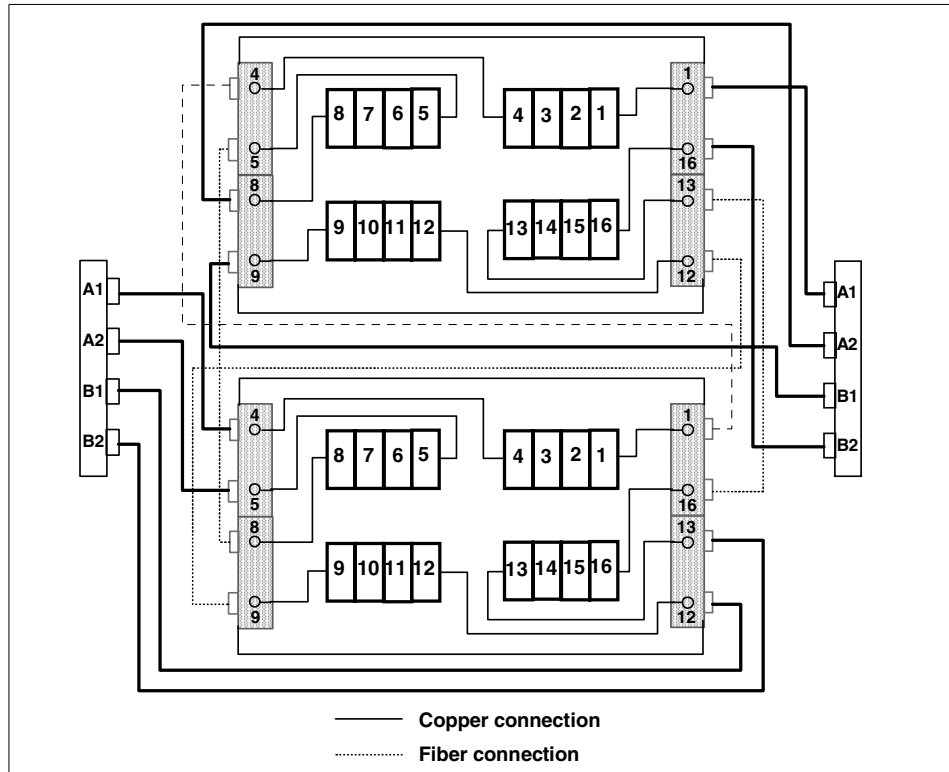 4 1
8 7 6 5 4 3 2 1
5 16
8 13
9 10 11 12 13 14 15 16
9 12
A1 A1
A2 A2
B1 B1
B2 B2
4 1
8 7 6 5 4 3 2 1
5 16
8 13
9 10 11 12 13 14 15 16
9 12
Copper connection
Fiber connection